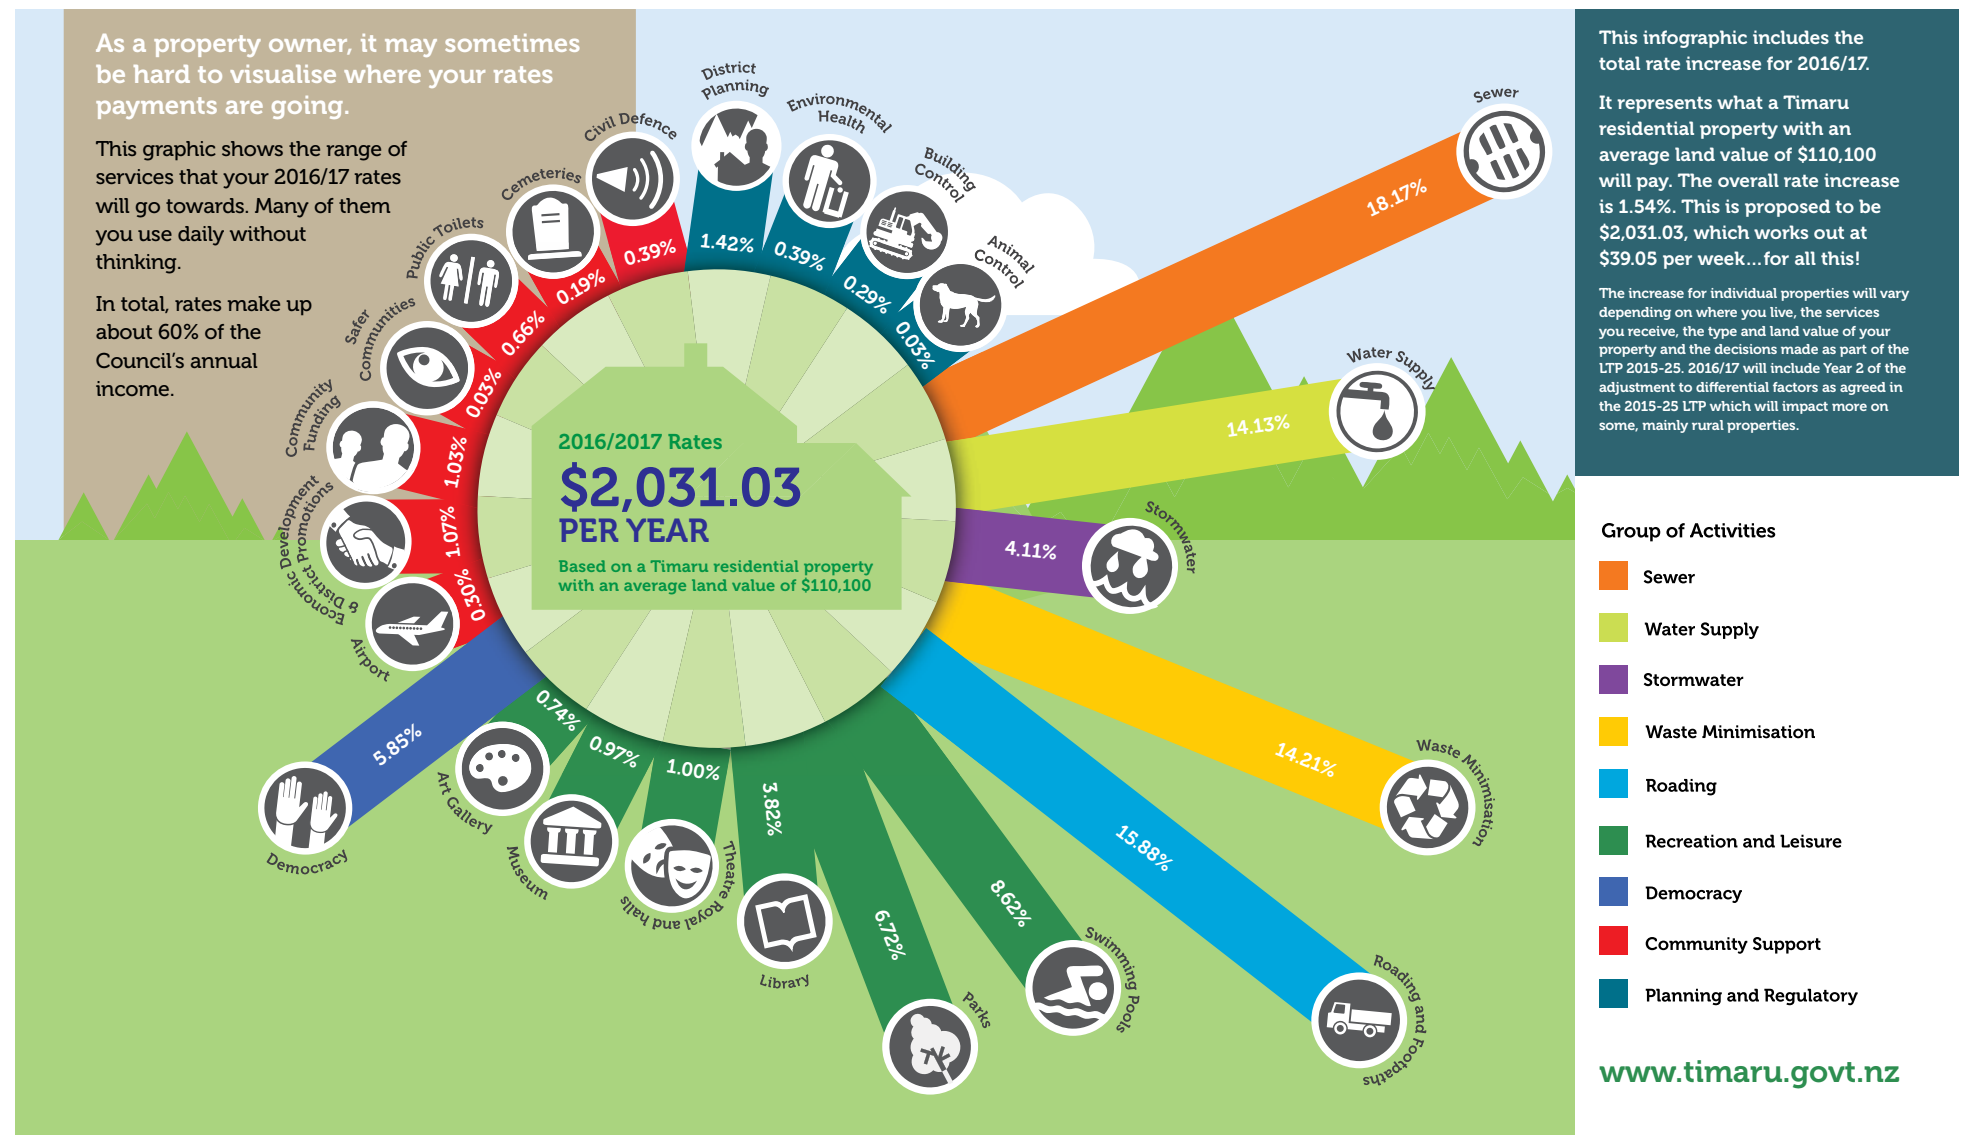 As a property owner, it may sometimes
be hard to visualise where your rates
payments are going.
This graphic shows the range of
services that your 2016/17 rates
will go towards. Many of them
you use daily without
thinking.
In total, rates make up
about 60% of the
Council's annual
income.
District
Planning
1.42%
Environmental
Health
0.39%
Building
Control
0.29%
Animal
Control
0.03%
Sewer
18.17%
Water Supply
14.13%
Stormwater
4.11%
Waste Minimisation
14.21%
Roading and Footpaths
15.88%
Swimming Pools
8.62%
Parks
6.72%
Library
3.82%
Theatre Royal and halls
1.00%
Museum
0.97%
Art Gallery
0.74%
Democracy
5.85%
Airport
0.30%
Economic Development
& District Promotions
1.07%
Community
Funding
1.03%
Safer
Communities
0.03%
Public Toilets
0.66%
Cemeteries
0.19%
Civil Defence
0.39%
2016/2017 Rates
$2,031.03
PER YEAR
Based on a Timaru residential property
with an average land value of $110,100
This infographic includes the
total rate increase for 2016/17.
It represents what a Timaru
residential property with an
average land value of $110,100
will pay. The overall rate increase
is 1.54%. This is proposed to be
$2,031.03, which works out at
$39.05 per week...for all this!
The increase for individual properties will vary
depending on where you live, the services
you receive, the type and land value of your
property and the decisions made as part of the
LTP 2015-25. 2016/17 will include Year 2 of the
adjustment to differential factors as agreed in
the 2015-25 LTP which will impact more on
some, mainly rural properties.
Group of Activities
Sewer
Water Supply
Stormwater
Waste Minimisation
Roading
Recreation and Leisure
Democracy
Community Support
Planning and Regulatory
www.timaru.govt.nz